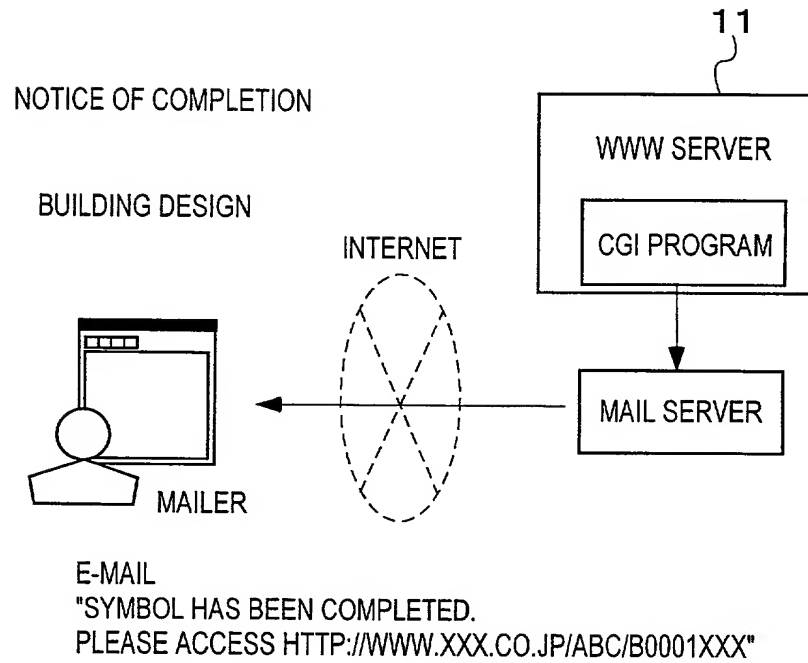 11
NOTICE OF COMPLETION
WWW SERVER
BUILDING DESIGN
CGI PROGRAM
INTERNET
MAIL SERVER
MAILER
E-MAIL
"SYMBOL HAS BEEN COMPLETED.
PLEASE ACCESS HTTP://WWW.XXX.CO.JP/ABC/B0001XXX"